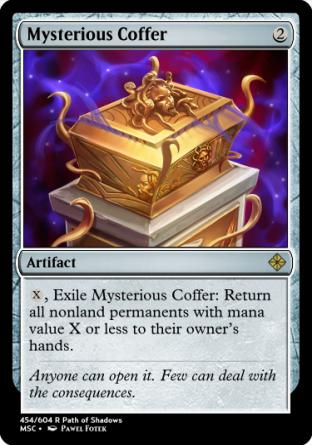 Mysterious Coffer 2
Artifact
X, Exile Mysterious Coffer: Return
all nonland permanents with mana
value X or less to their owner's
hands.
Anyone can open it. Few can deal with
the consequences.
454/604 R Path of Shadows
MSC • Pawel Fotek